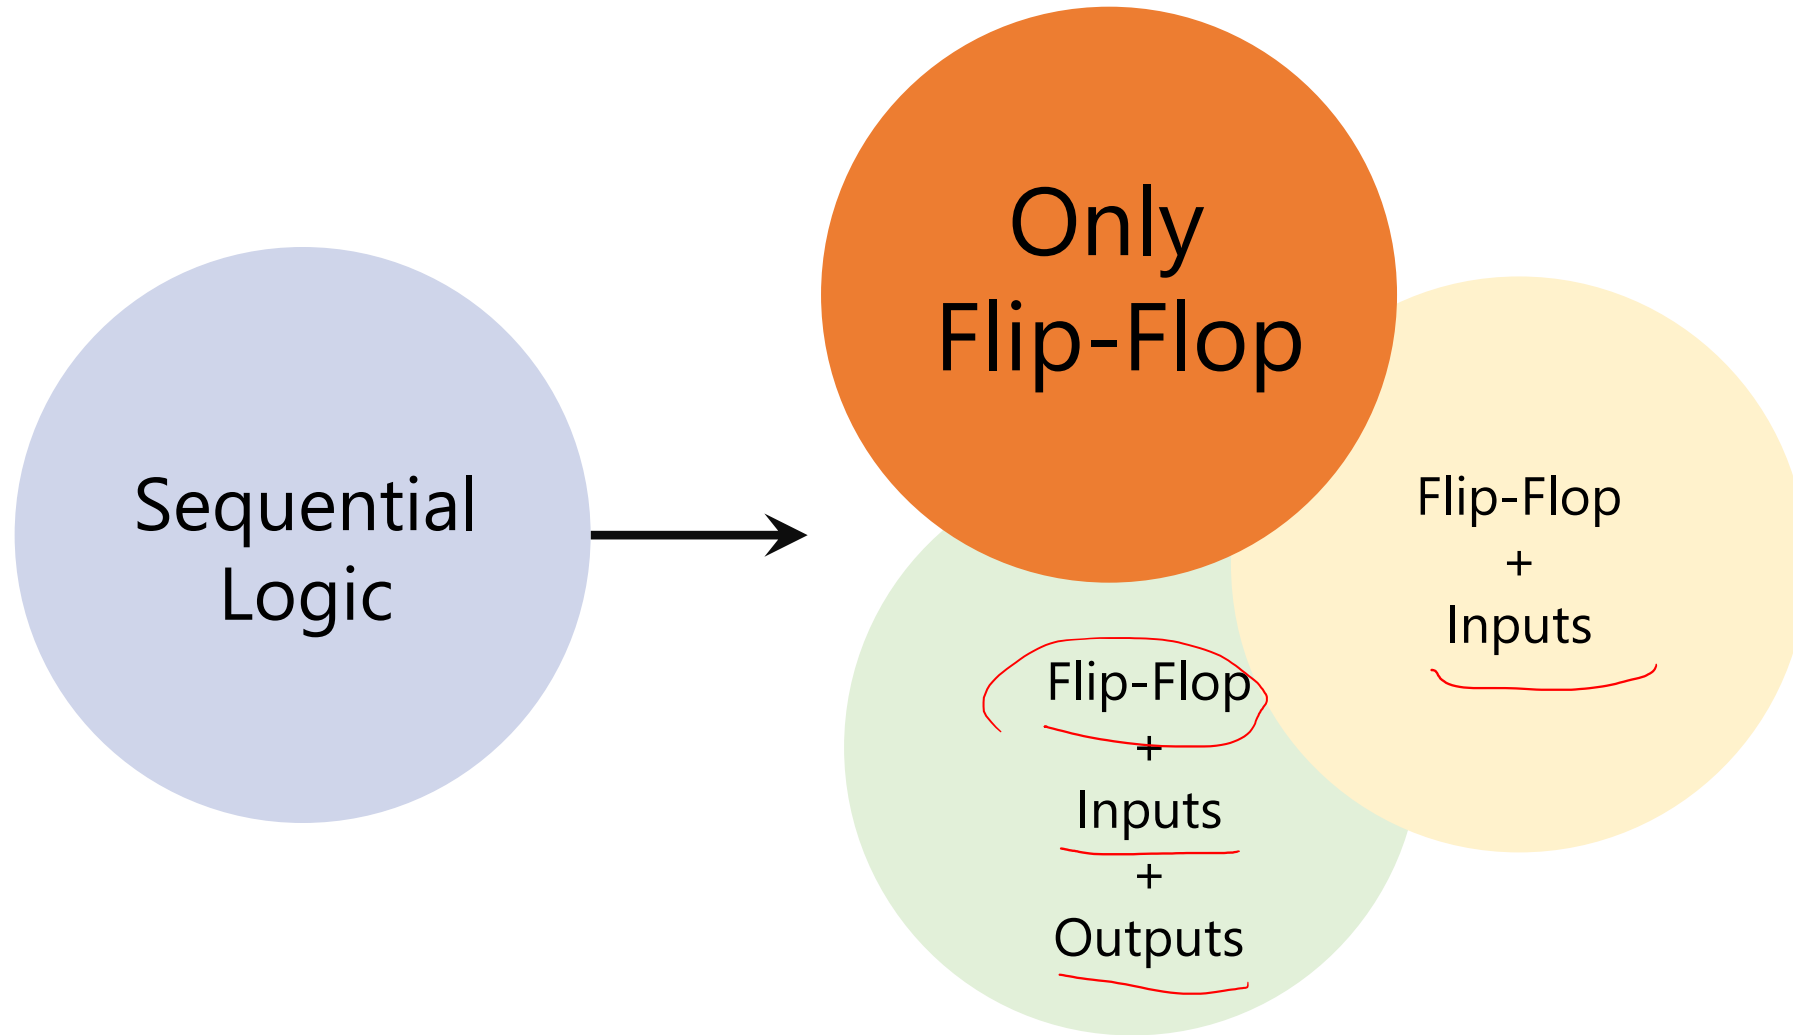 Sequential
Logic
Only
Flip-Flop
Flip-Flop
+
Inputs
Flip-Flop
+
Inputs
+
Outputs